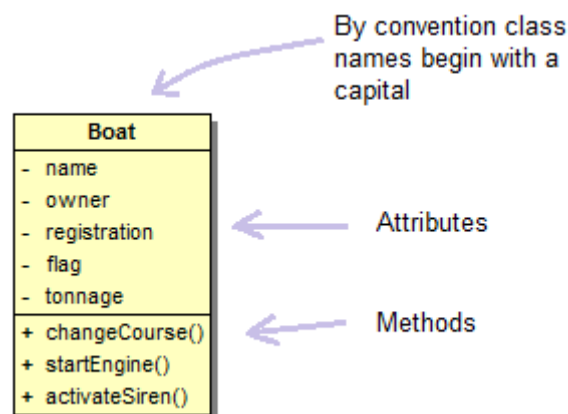 By convention class
names begin with a
capital
Boat
- name
- owner
- registration
- flag
- tonnage
Attributes
+ changeCourse()
+ startEngine()
+ activateSiren()
Methods